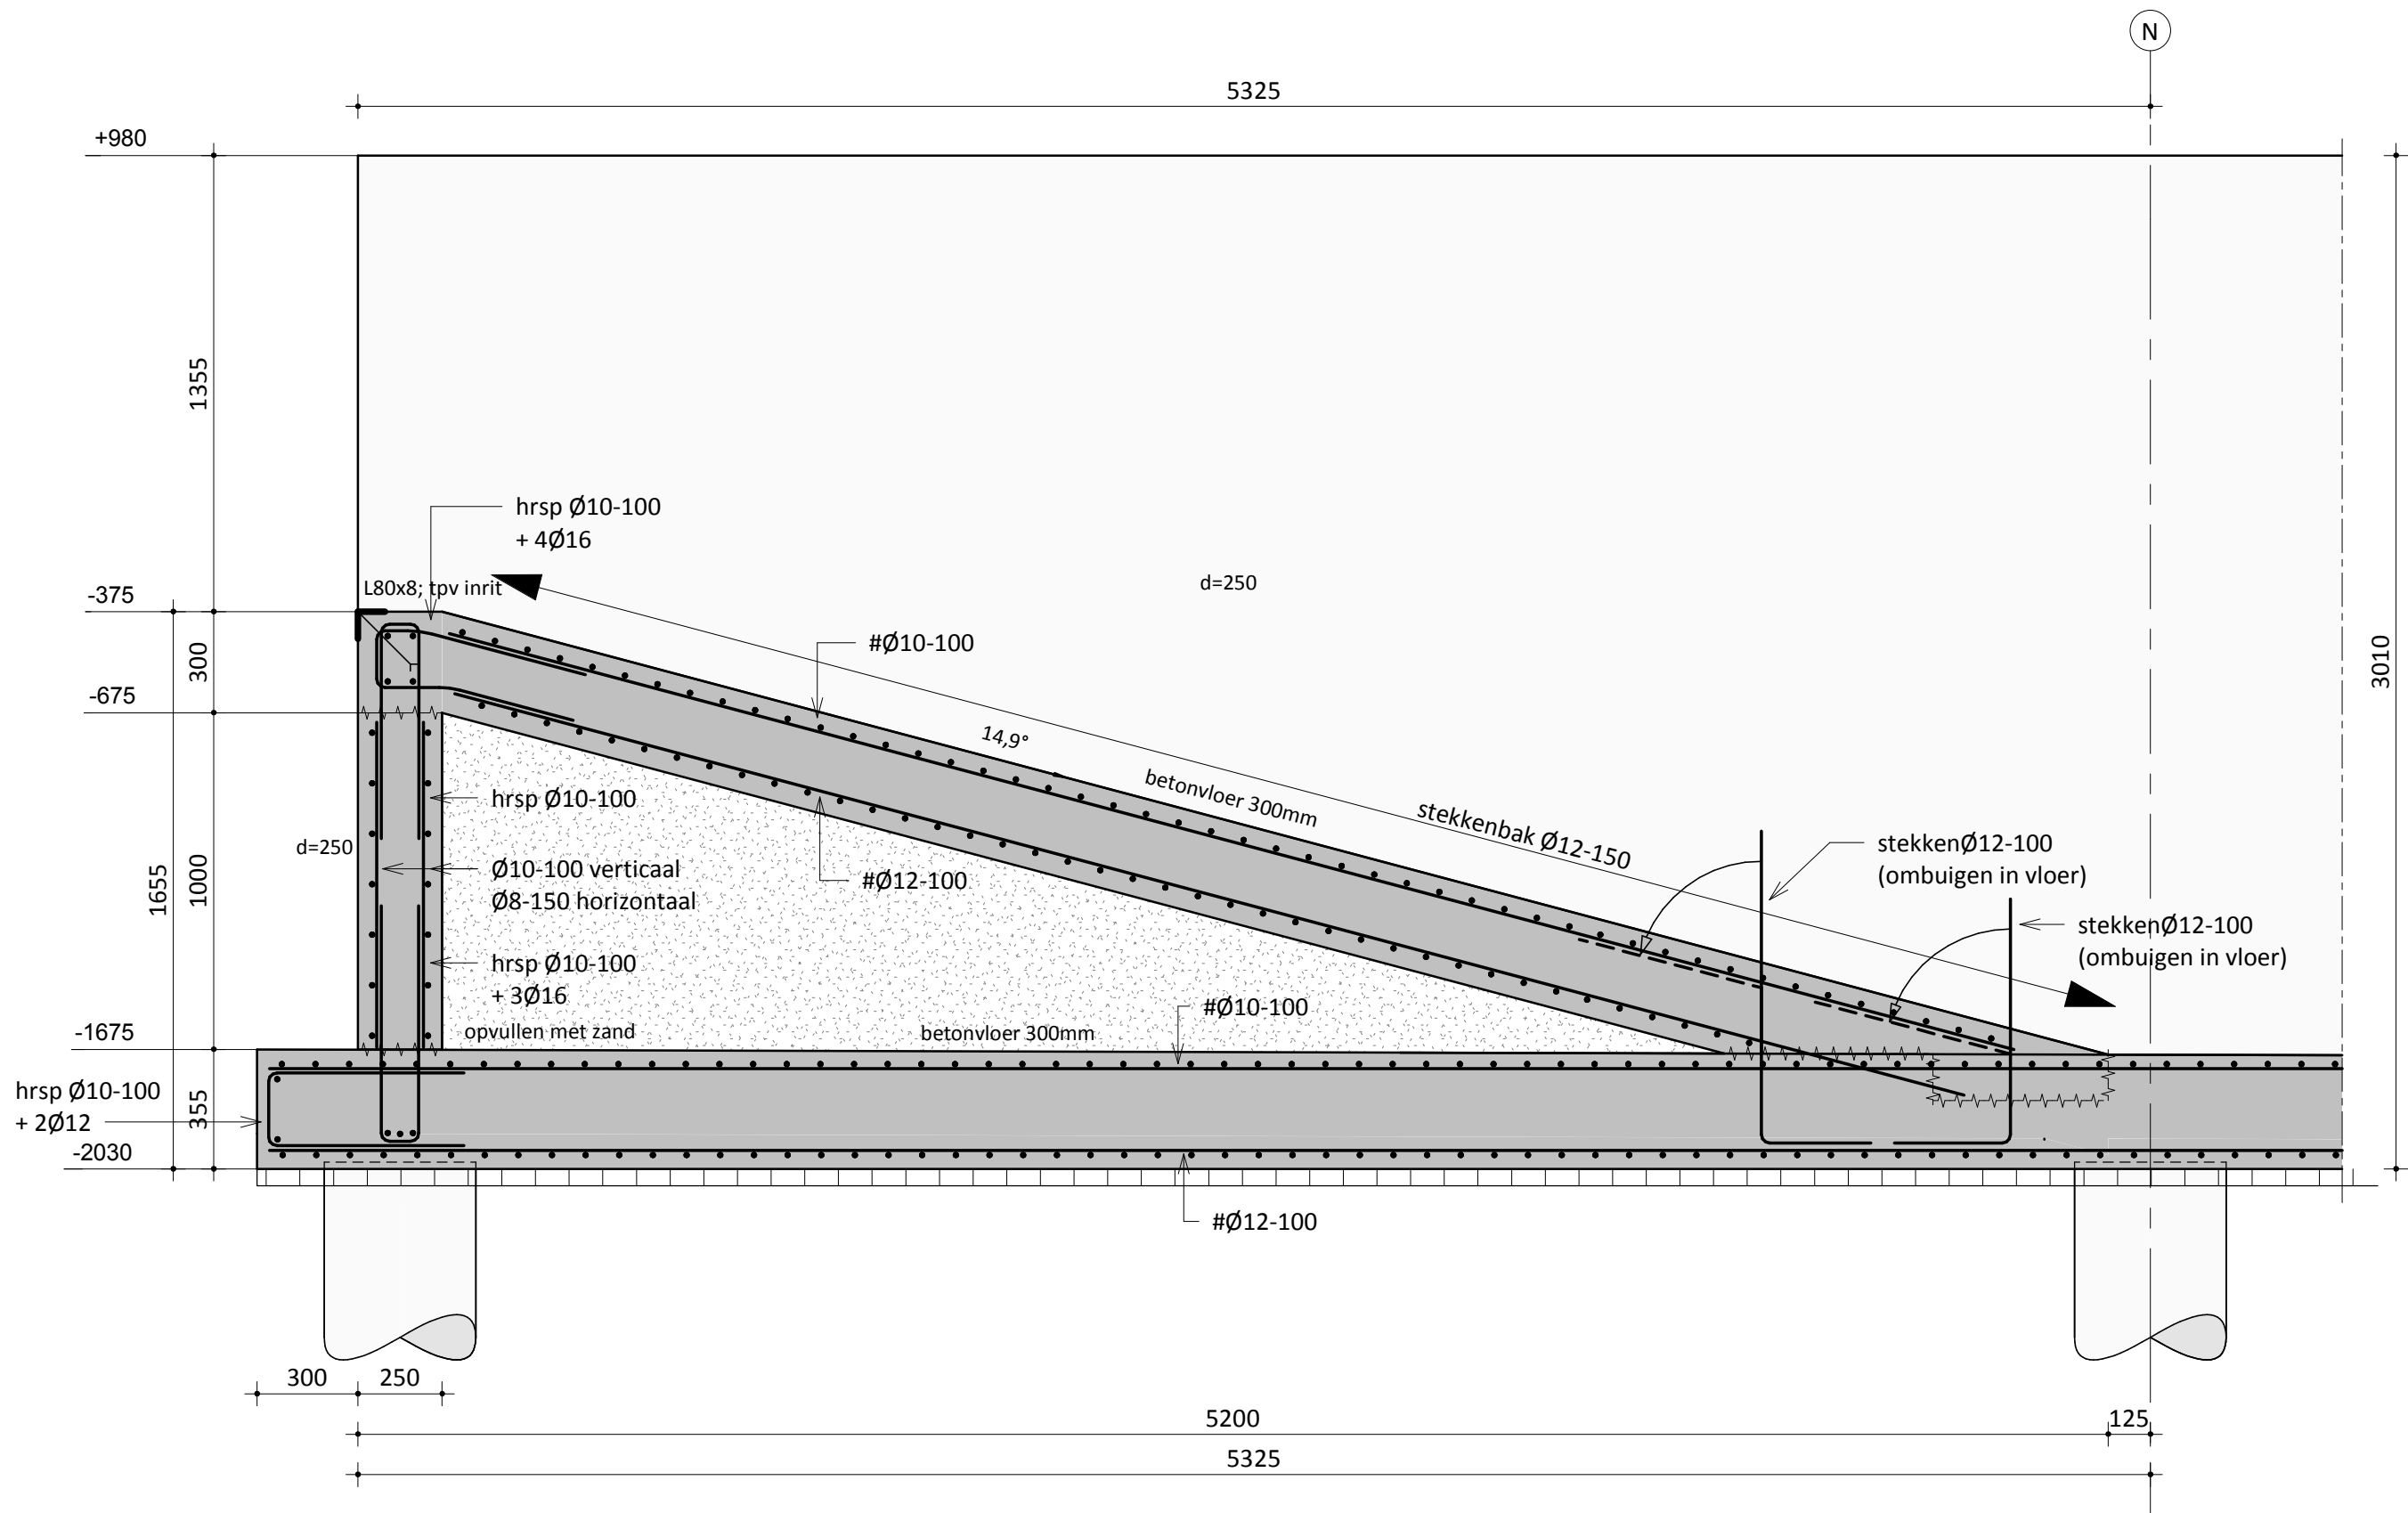 N
5325
+980
1355
hrsp Ø10-100
+ 4Ø16
L80x8; tpv inrit
d=250
-375
#Ø10-100
300
3010
-675
14,9°
betonvloer 300mm
hrsp Ø10-100
stekkenbak Ø12-150
d=250
stekkenØ12-100
(ombuigen in vloer)
1655
1000
Ø10-100 verticaal
Ø8-150 horizontaal
#Ø12-100
stekkenØ12-100
(ombuigen in vloer)
hrsp Ø10-100
+ 3Ø16
#Ø10-100
-1675
opvullen met zand
betonvloer 300mm
hrsp Ø10-100
+ 2Ø12
355
-2030
#Ø12-100
300
250
5200
125
5325